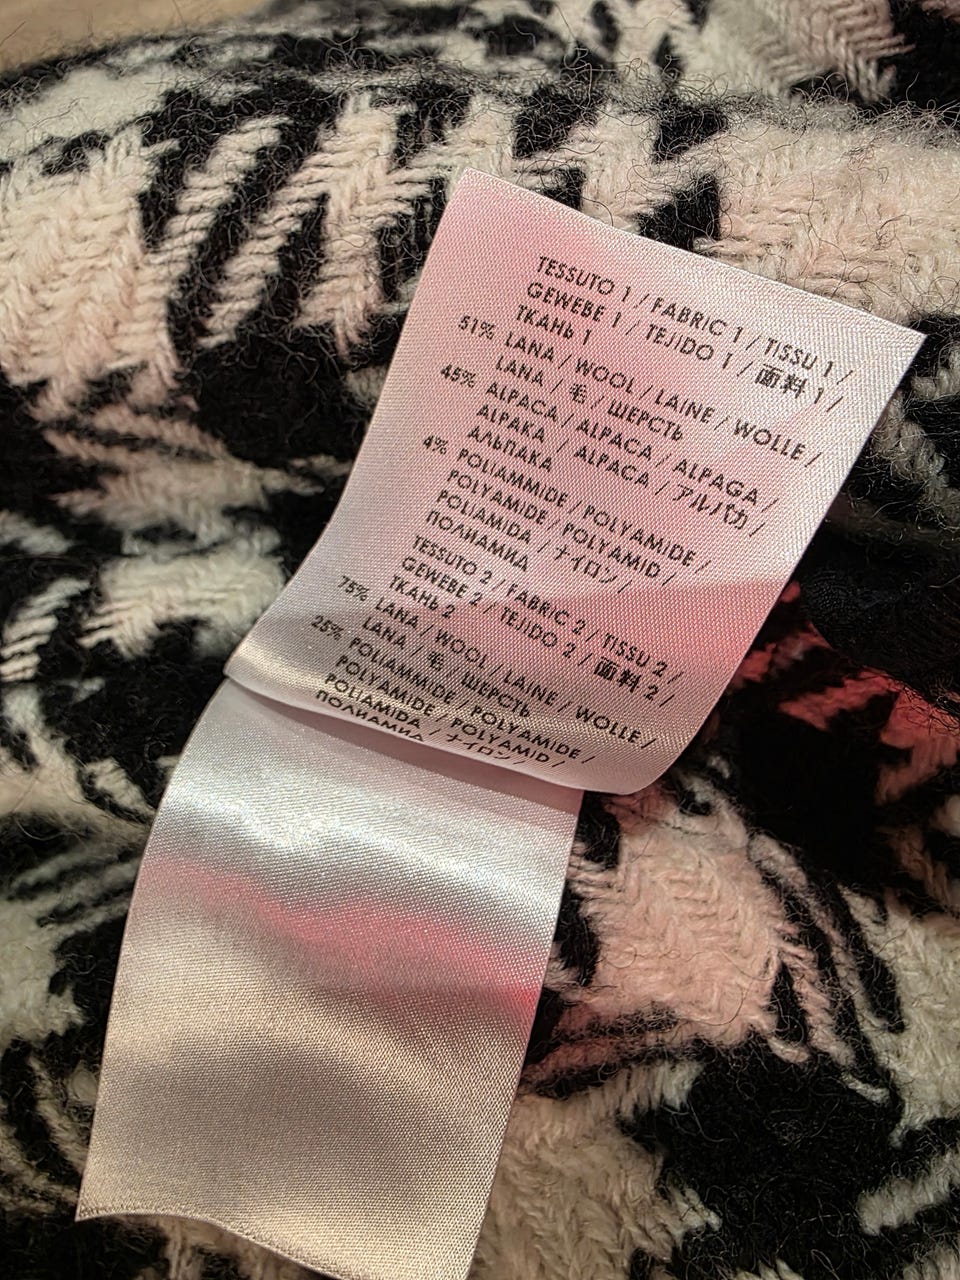 TESSUTO 1 / FABRIC 1 / TISSU 1 /
GEWEBE 1 / TEJIDO 1 / 面料 1 /
ТКАНЬ 1
51% LANA / WOOL / LAINE / WOLLE /
LANA / 毛 / ШЕРСТЬ
45% ALPACA / ALPACA / ALPAGA /
ALPAKA / ALPACA / アルパカ /
АЛЬПАКА
4% POLIAMMIDE / POLYAMIDE /
POLYAMIDE / POLYAMID /
POLIAMIDA / ナイロン /
ПОЛИАМИД
TESSUTO 2 / FABRIC 2 / TISSU 2 /
GEWEBE 2 / TEJIDO 2 / 面料 2 /
ТКАНЬ 2
75% LANA / WOOL / LAINE / WOLLE /
LANA / 毛 / ШЕРСТЬ
25% POLIAMMIDE / POLYAMIDE /
POLYAMIDE / POLYAMID /
POLIAMIDA / ナイロン /
ПОЛИАМИД